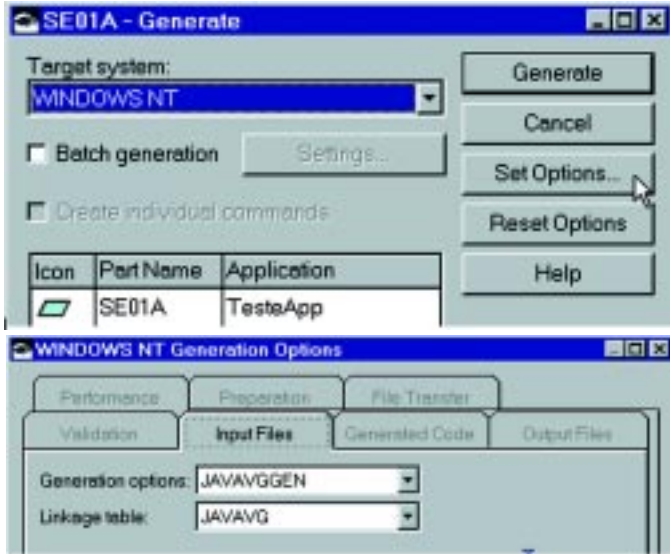 SE01A - Generate
Target system:
WINDOWS NT
Generate
Cancel
Batch generation
Settings...
Set Options...
Create individual commands
Reset Options
Icon Part Name Application
Help
SE01A TesteApp
WINDOWS NT Generation Options
Performance Preparation File Transfer
Validation Input Files Generated Code Output Files
Generation options: JAVAVGGEN
Linkage table: JAVAVG